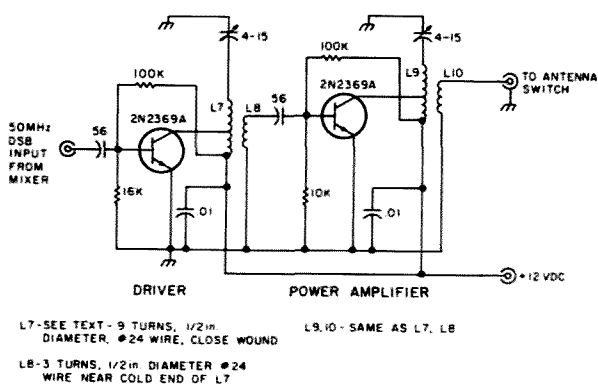 4-15
4-15
100K
100K
L7
L8
L9
L10
TO ANTENNA
SWITCH
2N2369A
2N2369A
50MHz
DSB
INPUT
FROM
MIXER
56
56
16K
.01
10K
.01
+12 VDC
DRIVER
POWER AMPLIFIER
L7-SEE TEXT-9 TURNS, 1/2 in.
DIAMETER, #24 WIRE, CLOSE WOUND
L9,10-SAME AS L7, L8
L8-3 TURNS, 1/2 in. DIAMETER #24
WIRE NEAR COLD END OF L7